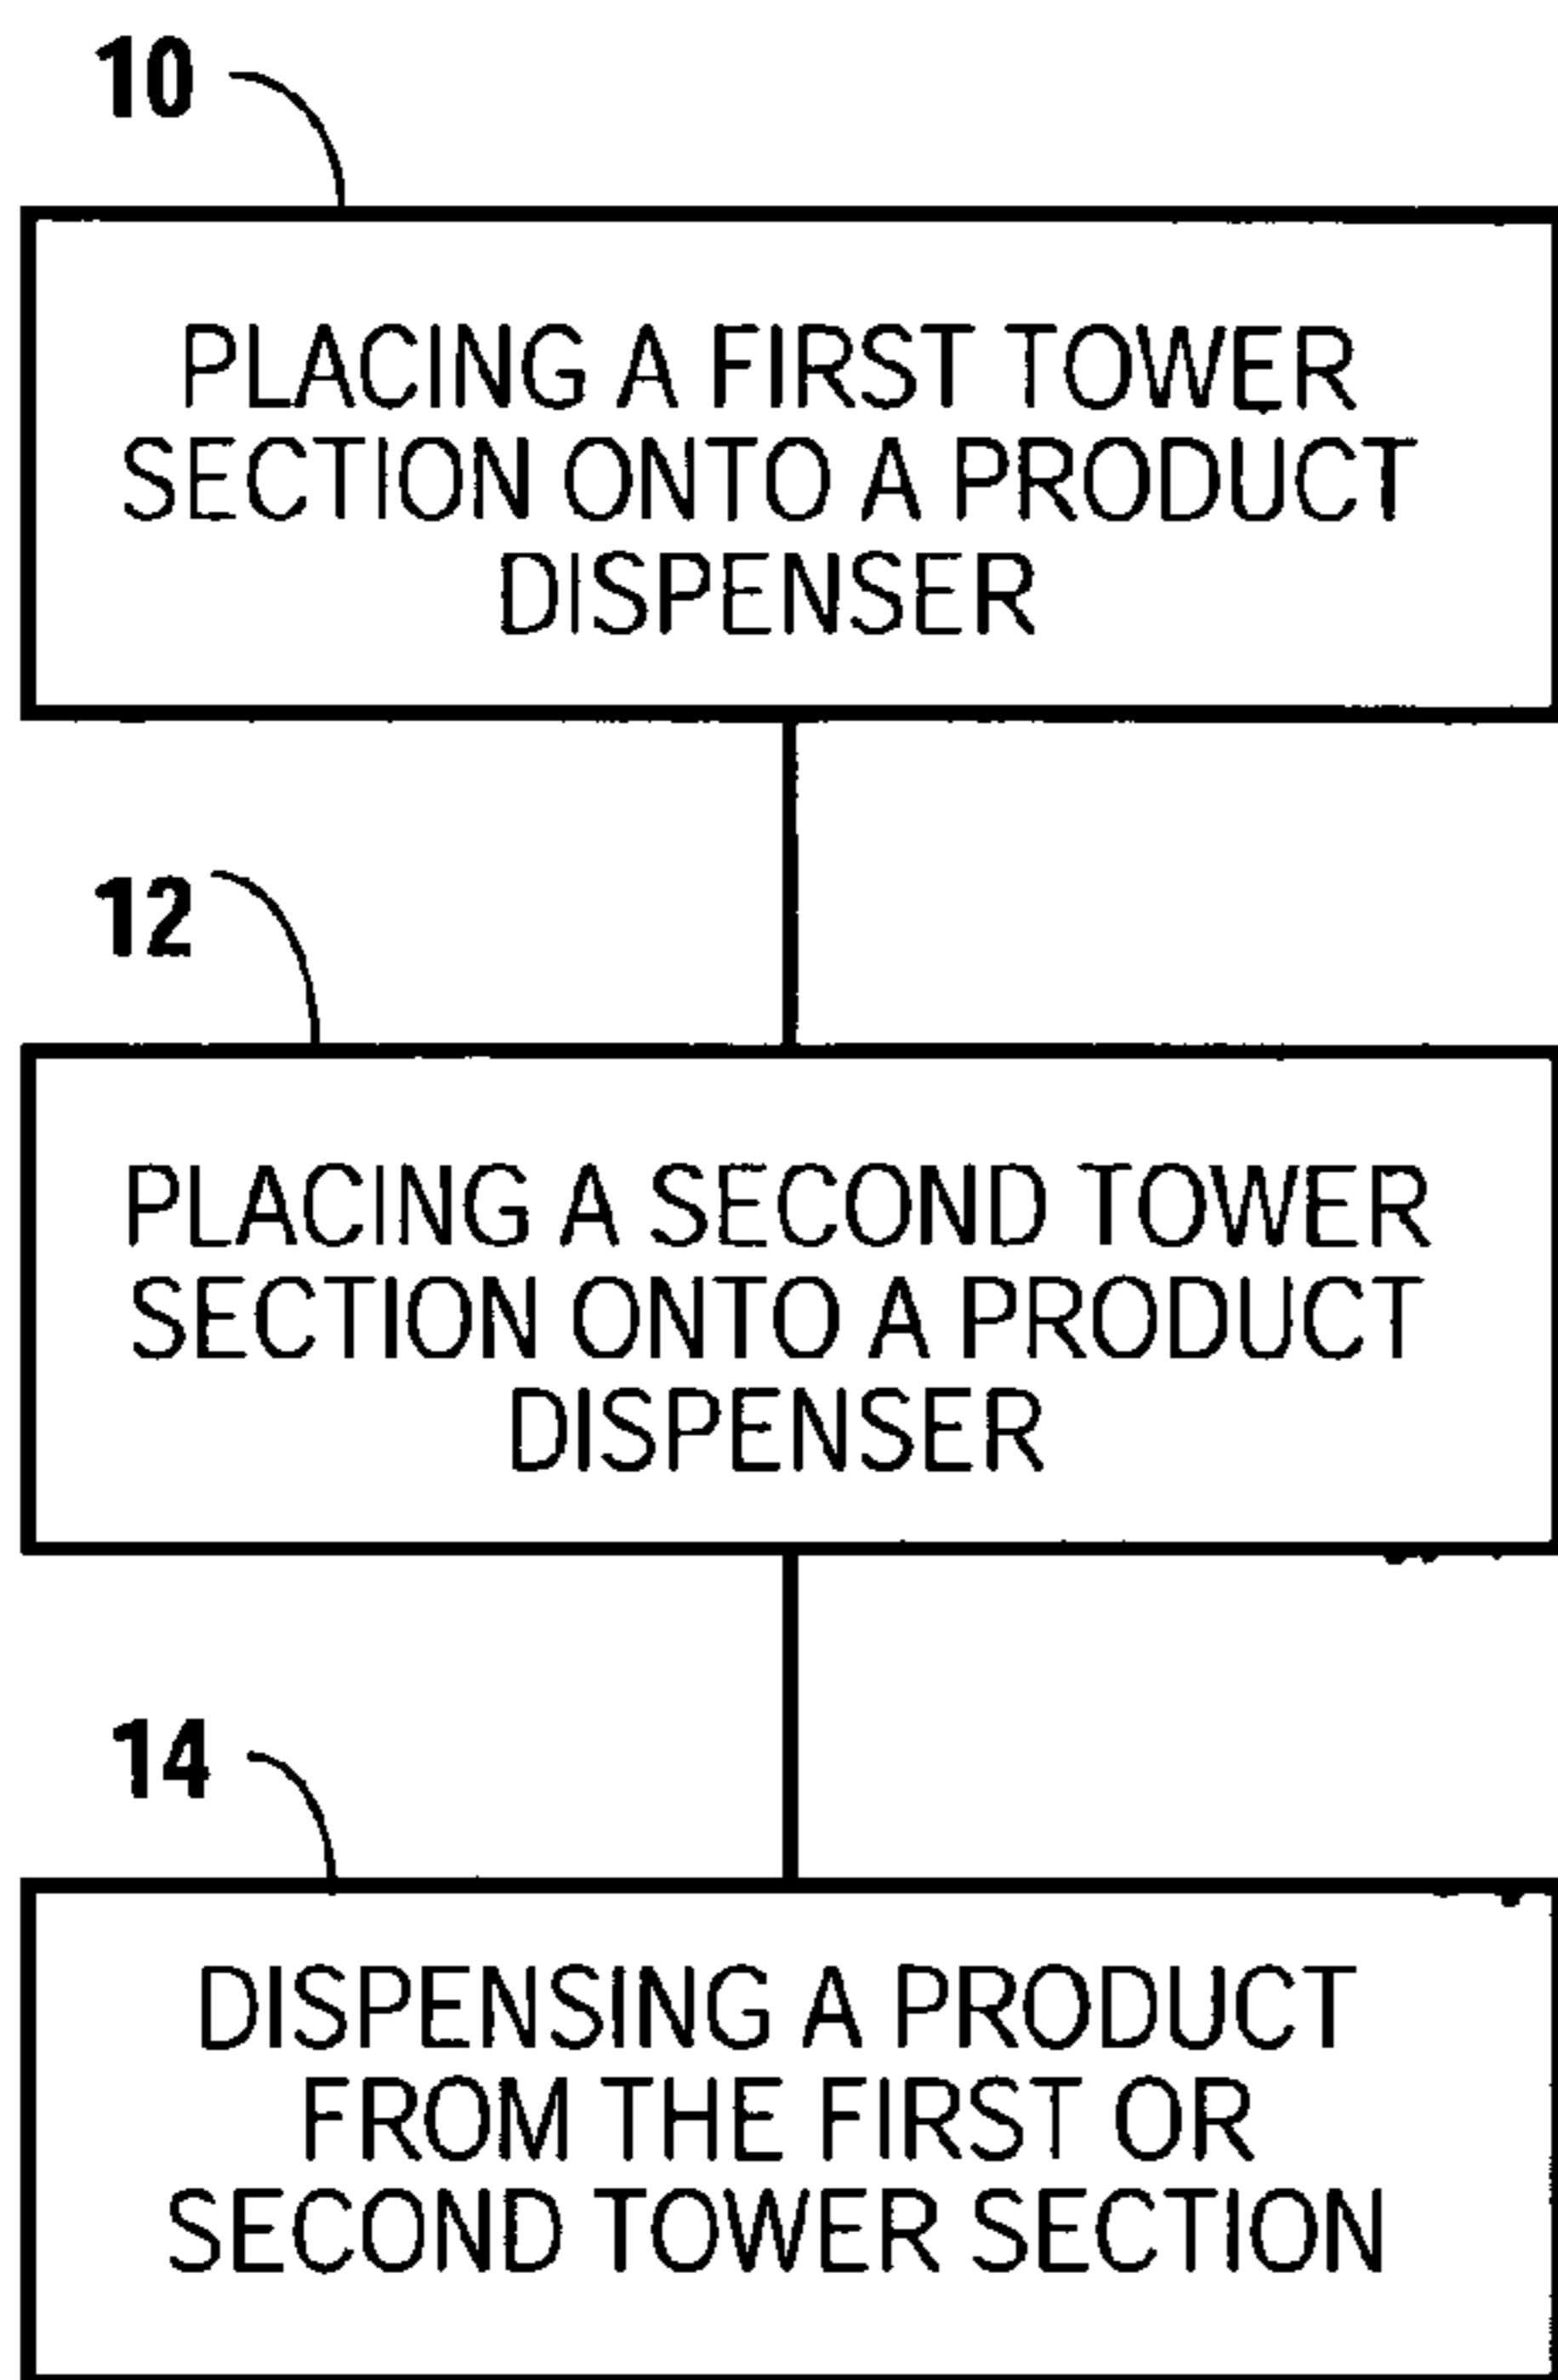 10
PLACING A FIRST TOWER
SECTION ONTO A PRODUCT
DISPENSER
12
PLACING A SECOND TOWER
SECTION ONTO A PRODUCT
DISPENSER
14
DISPENSING A PRODUCT
FROM THE FIRST OR
SECOND TOWER SECTION